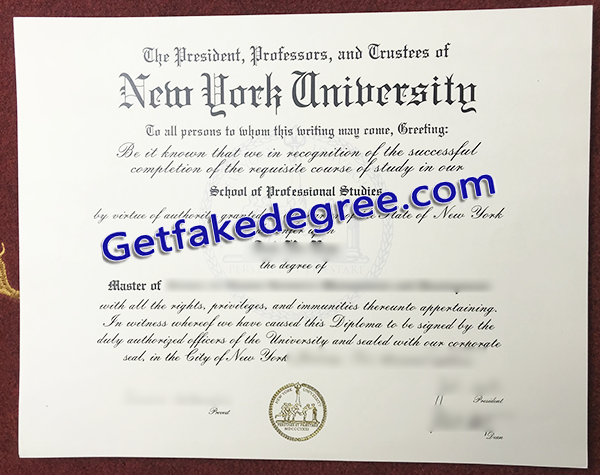 The President, Professors, and Trustees of
New York University
To all persons to whom this writing may come, Greeting:
Be it known that we in recognition of the successful
completion of the requisite course of study in our
School of Professional Studies
by virtue of authority granted State of New York
Getfakedegree.com
the degree of
Master of
with all the rights, privileges, and immunities thereunto appertaining.
In witness whereof we have caused this Diploma to be signed by the
duly authorized officers of the University and sealed with our corporate
seal, in the City of New York
President
Provost
Dean